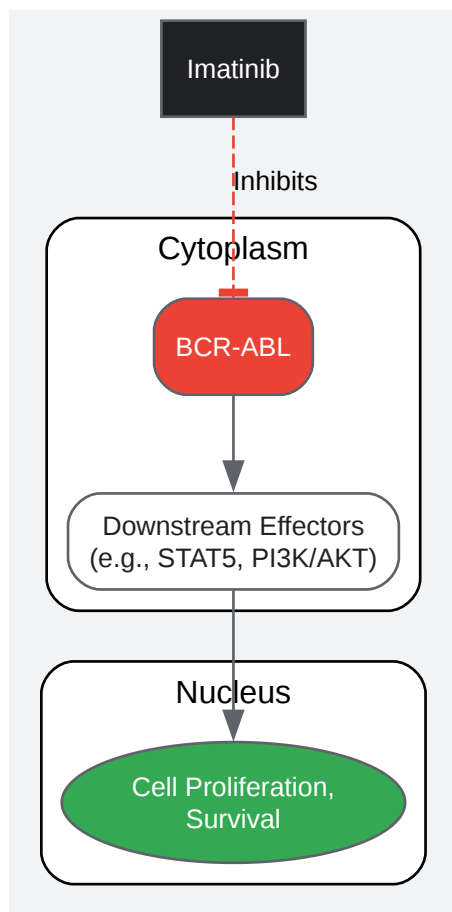 Imatinib
Inhibits
Cytoplasm
BCR-ABL
Downstream Effectors
(e.g., STAT5, PI3K/AKT)
Nucleus
Cell Proliferation,
Survival